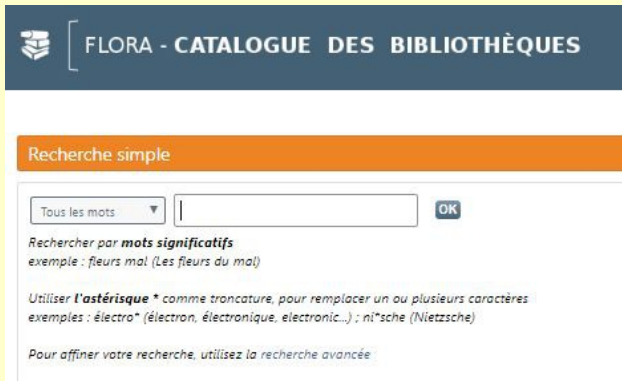 FLORA - CATALOGUE DES BIBLIOTHÈQUES
Recherche simple
Tous les mots OK
Rechercher par mots significatifs
exemple : fleurs mal (Les fleurs du mal)
Utiliser l'astérisque * comme troncature, pour remplacer un ou plusieurs caractères
exemples : électro* (électron, électronique, electronic...) ; ni*sche (Nietzsche)
Pour affiner votre recherche, utilisez la recherche avancée